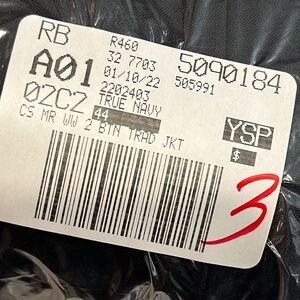 RB R460
32 7703 5090184
A01 01/10/22 505991
2202403
02C2 TRUE NAVY
44 YSP
CS MR WW 2 BTN TRAD JKT $
3